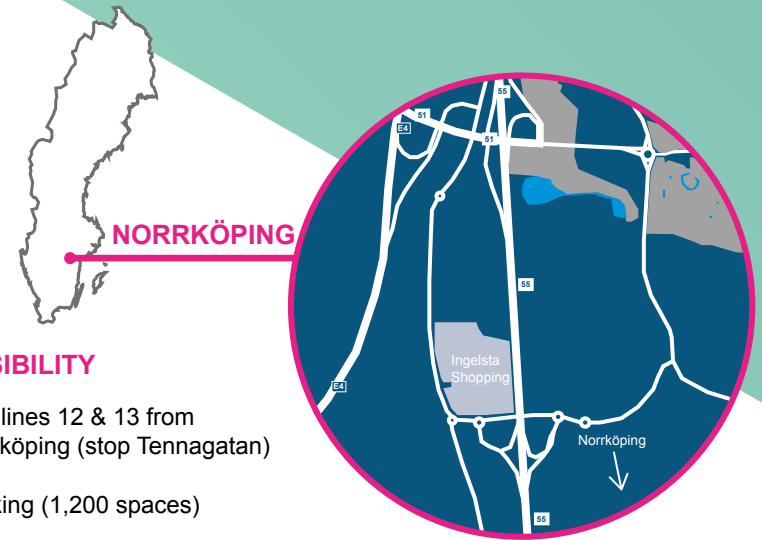 NORRKÖPING
SIBILITY
lines 12 & 13 from
köping (stop Tennagatan)
king (1,200 spaces)
55
51
E4
51
55
Ingelsta
Shopping
E4
Norrköping
55